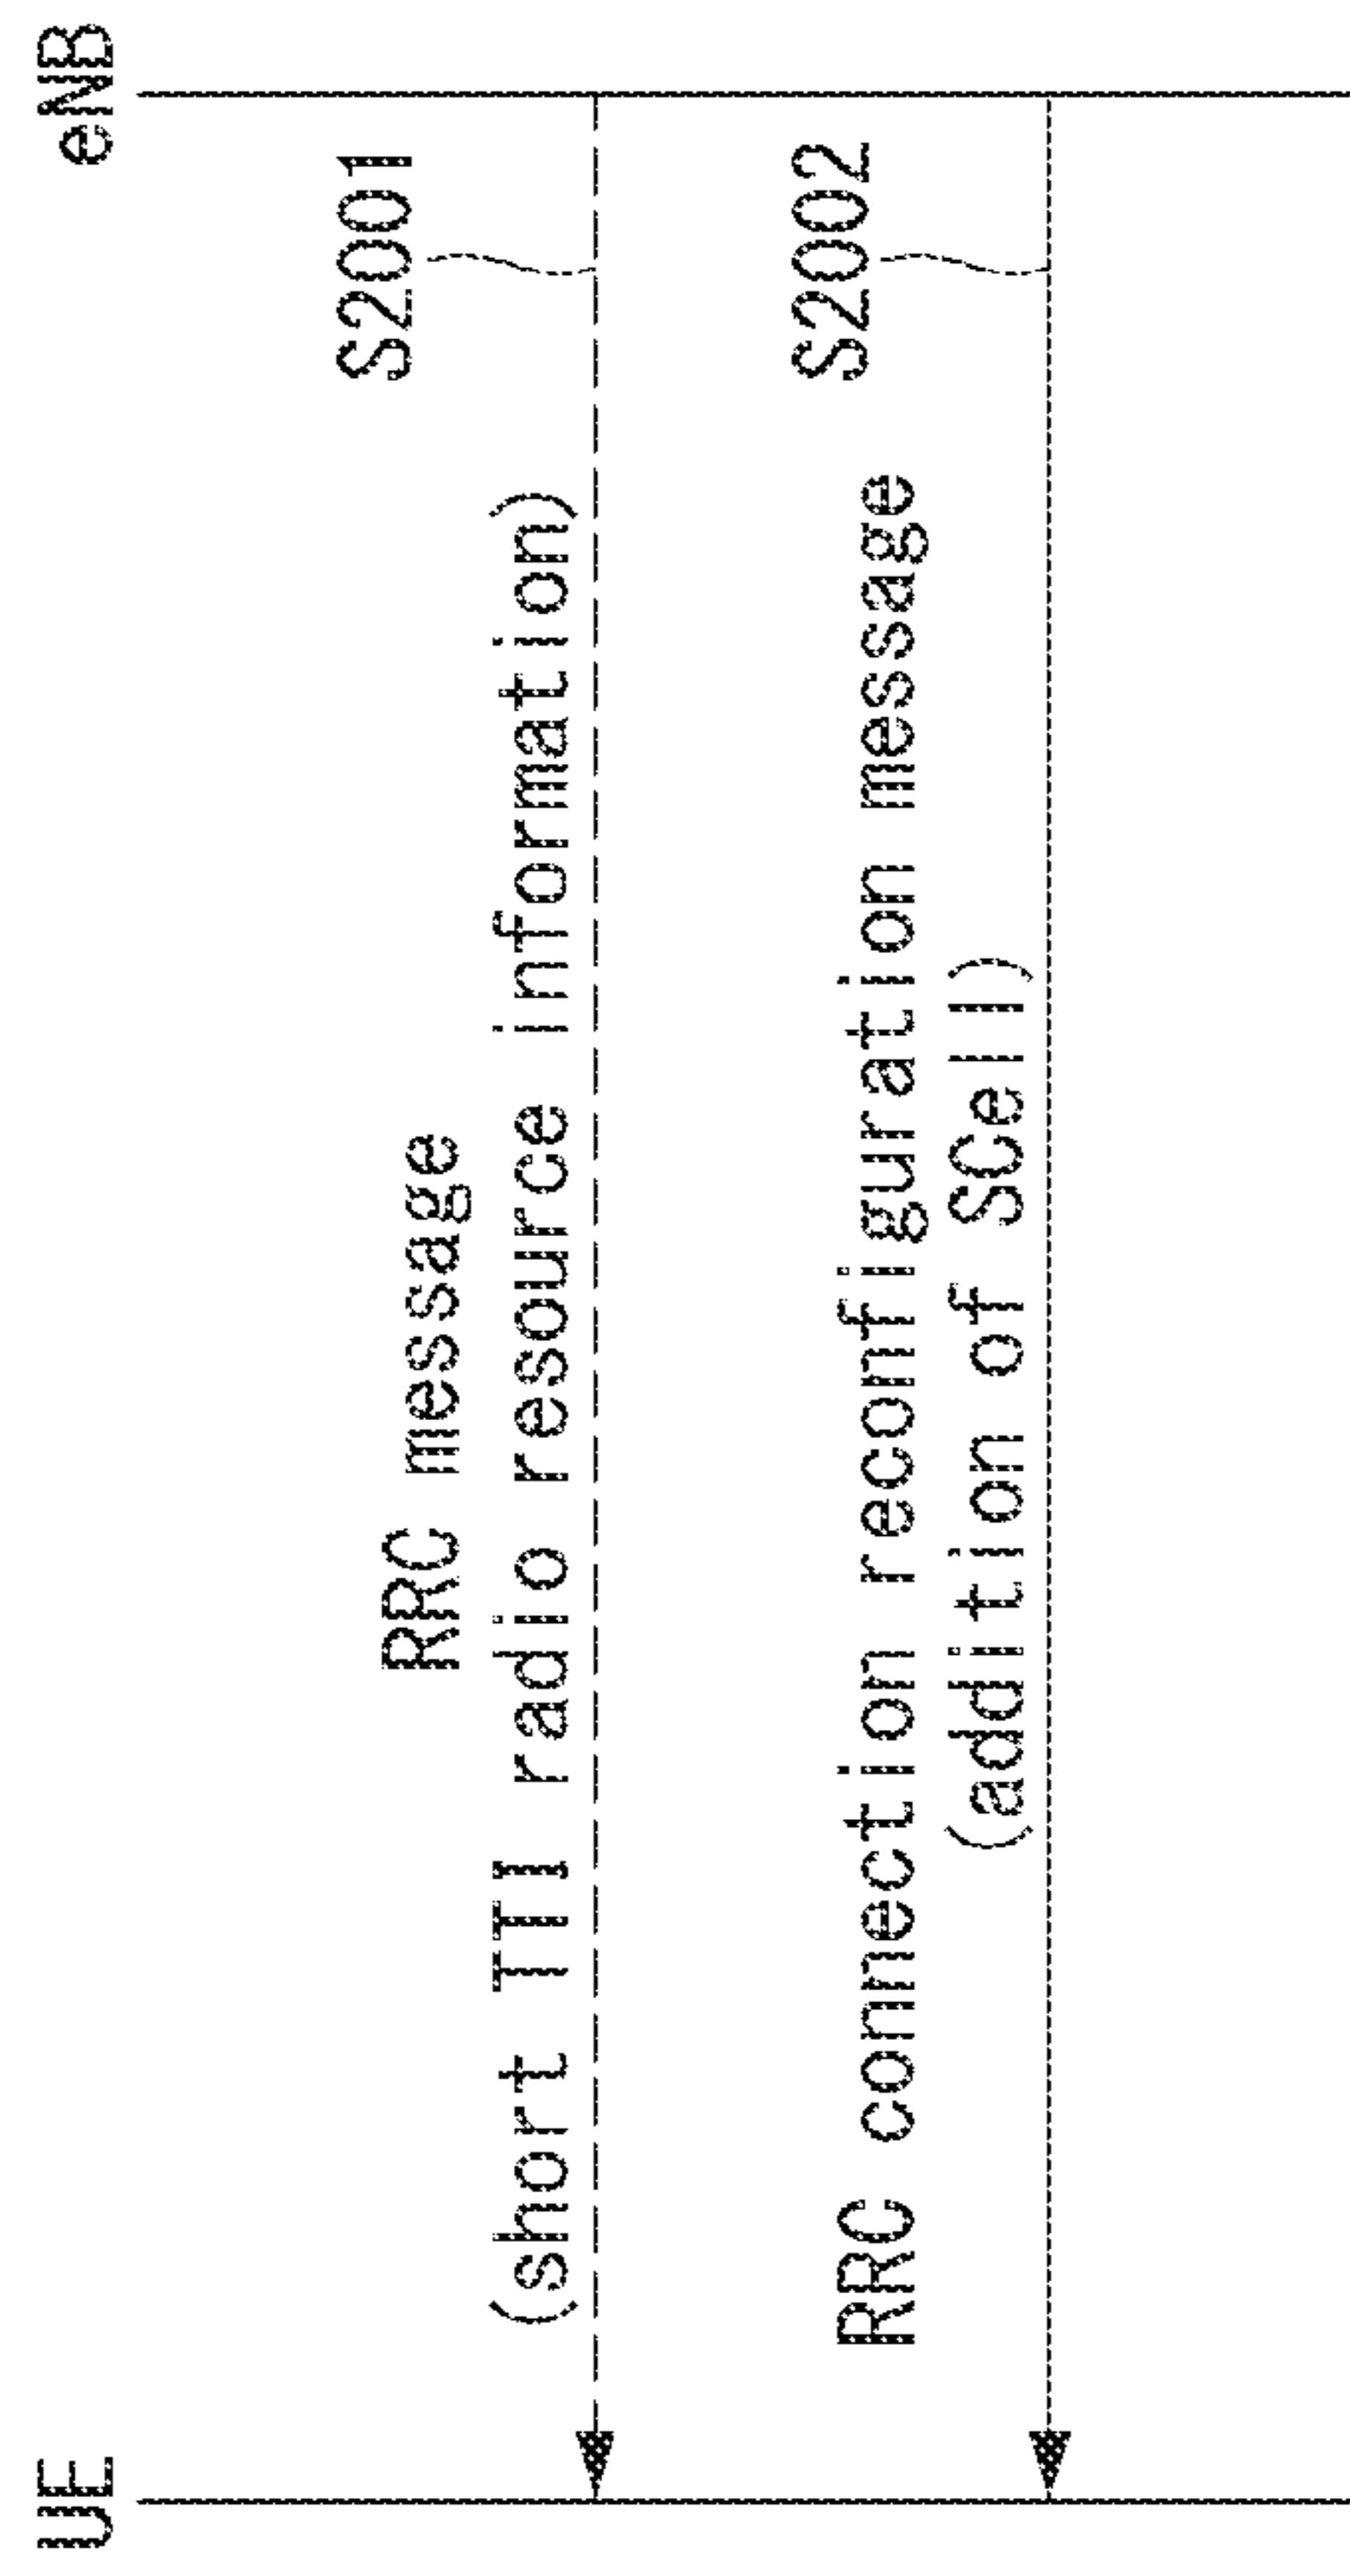 UE
eNB
S2001
RRC message
(short TTI radio resource information)
S2002
RRC connection reconfiguration message
(addition of SCell)